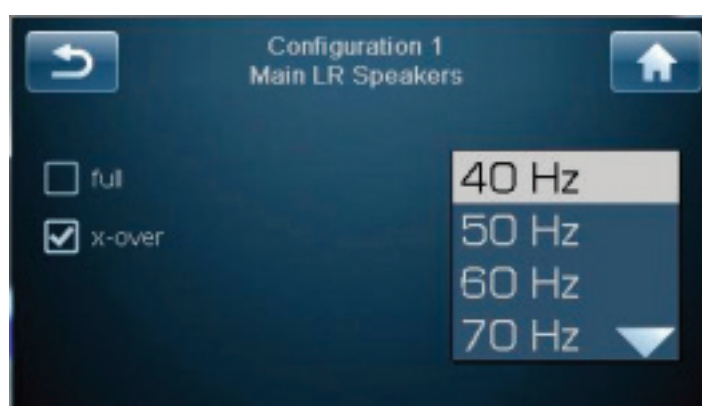 Configuration 1
Main LR Speakers
full
x-over
40 Hz
50 Hz
60 Hz
70 Hz